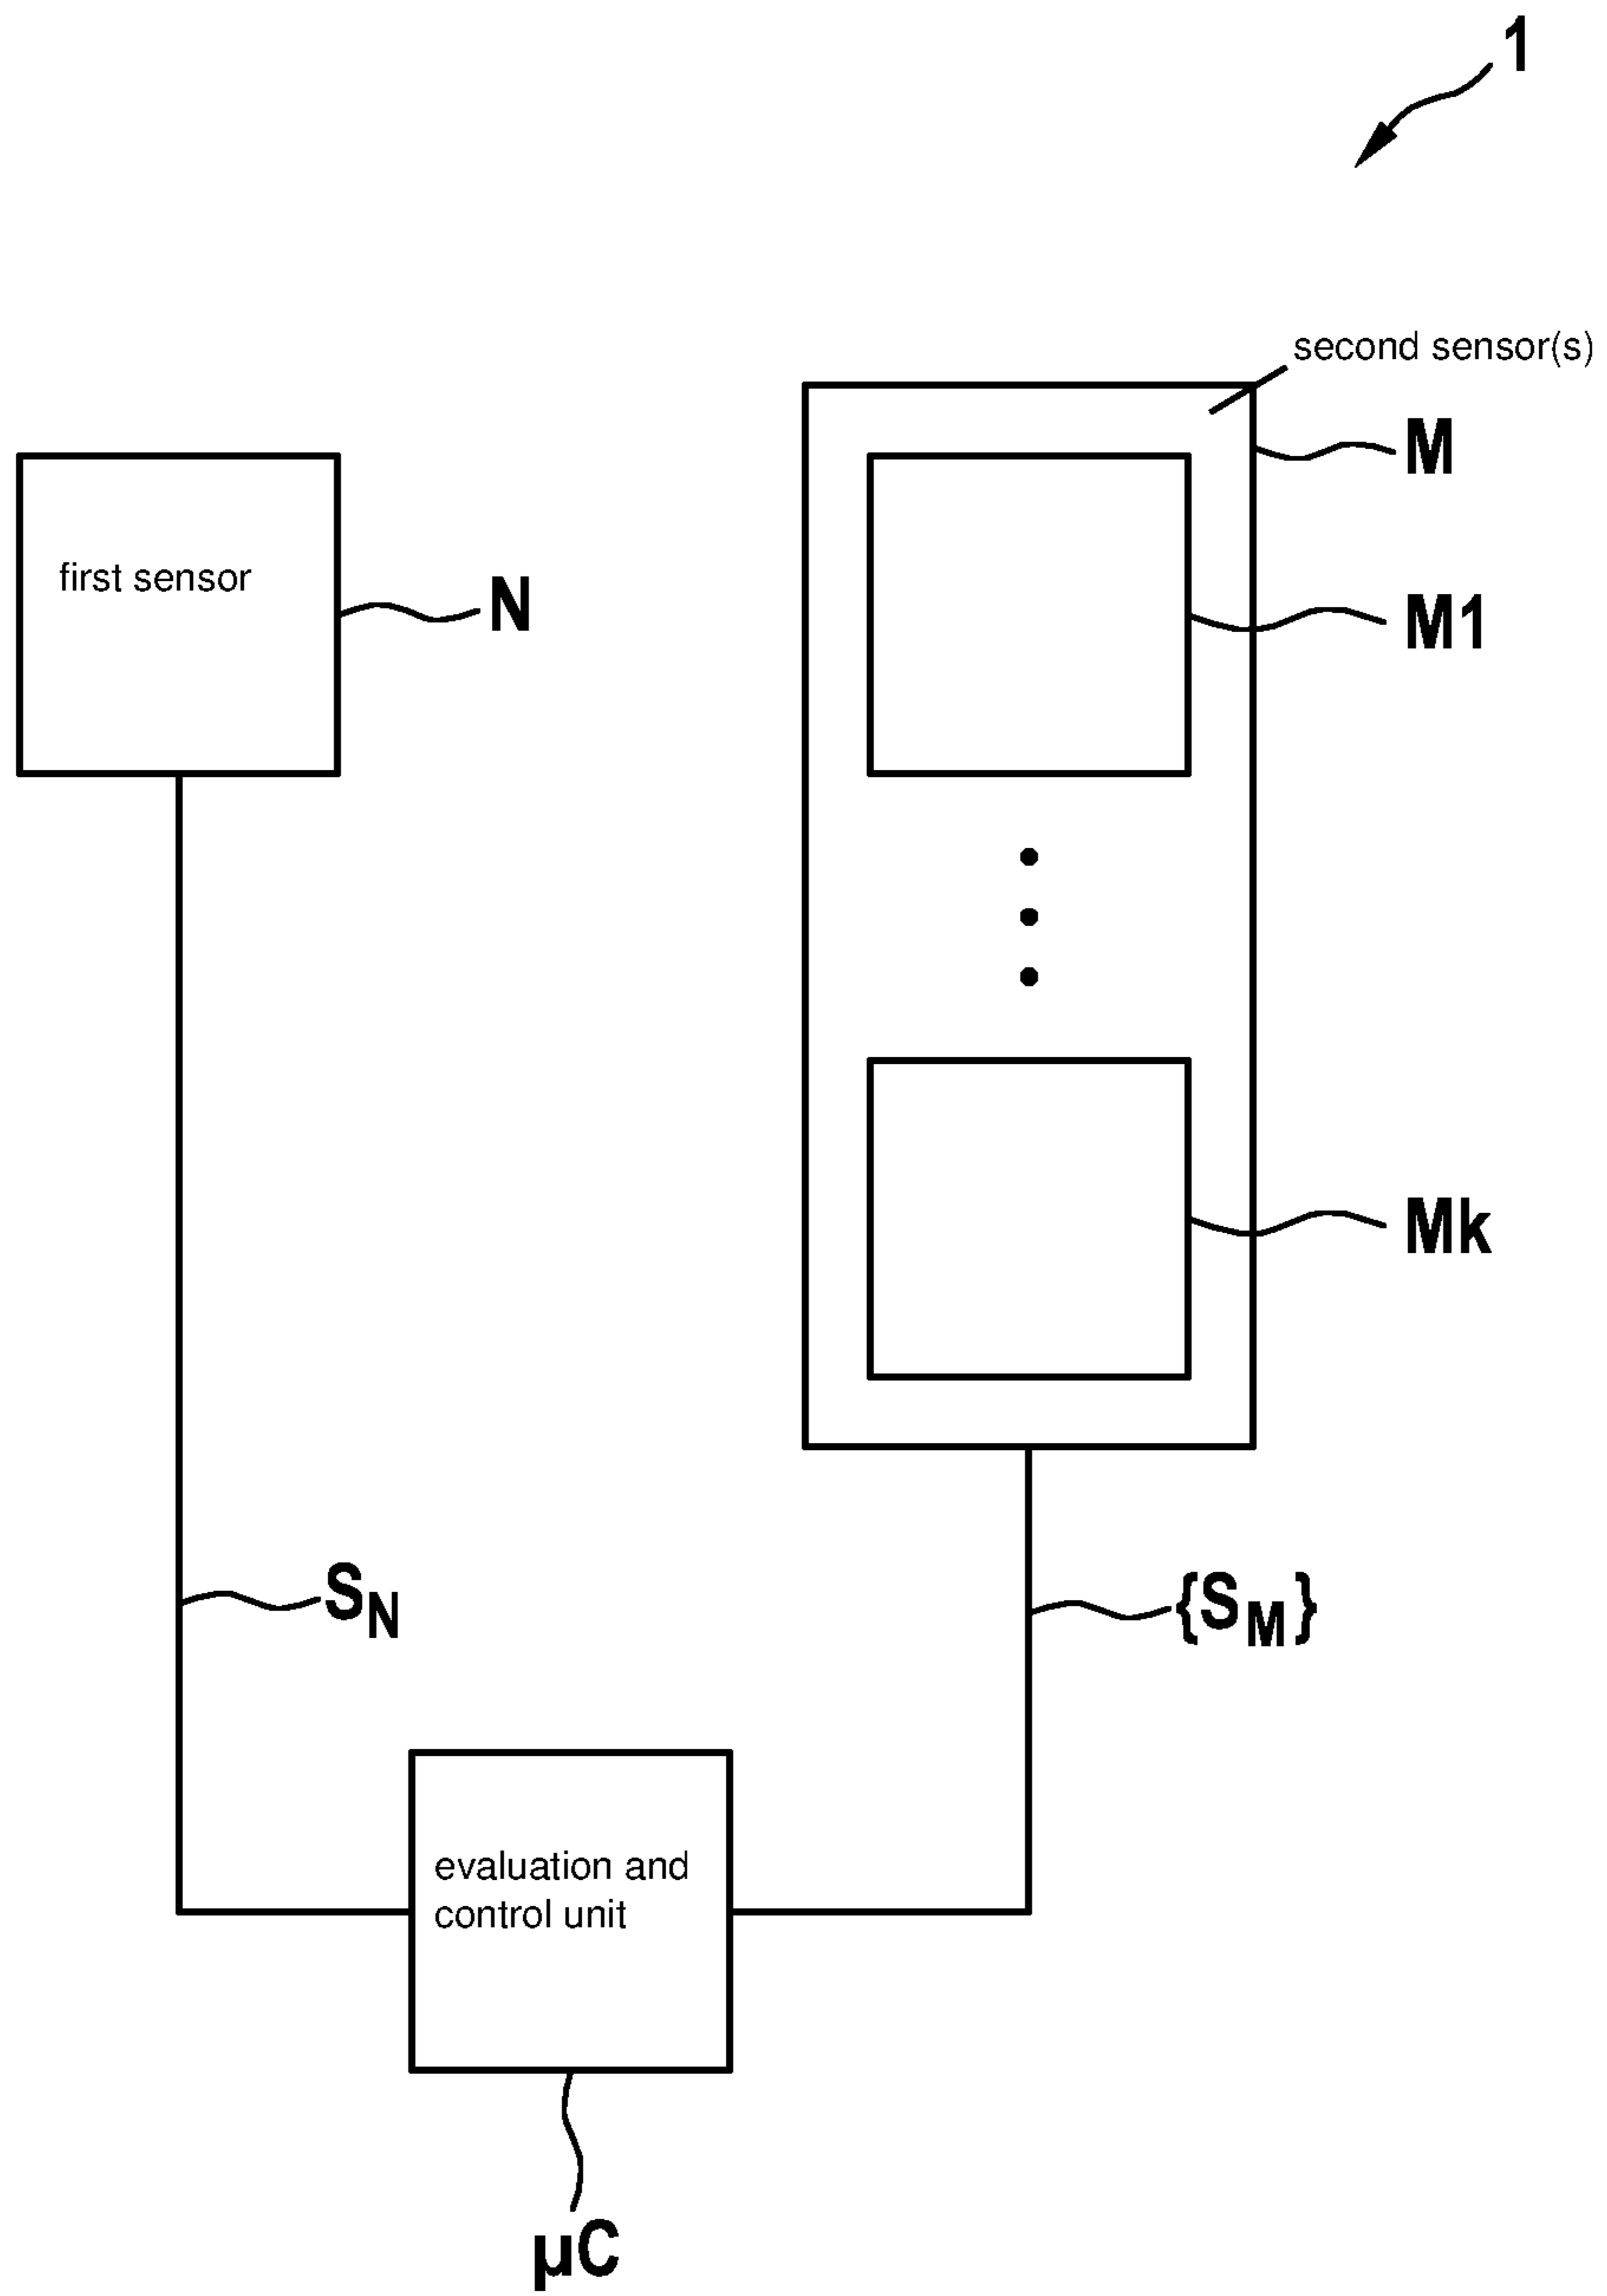 1
second sensor(s)
M
first sensor
N
M1
Mk
SN
{SM}
evaluation and
control unit
µC